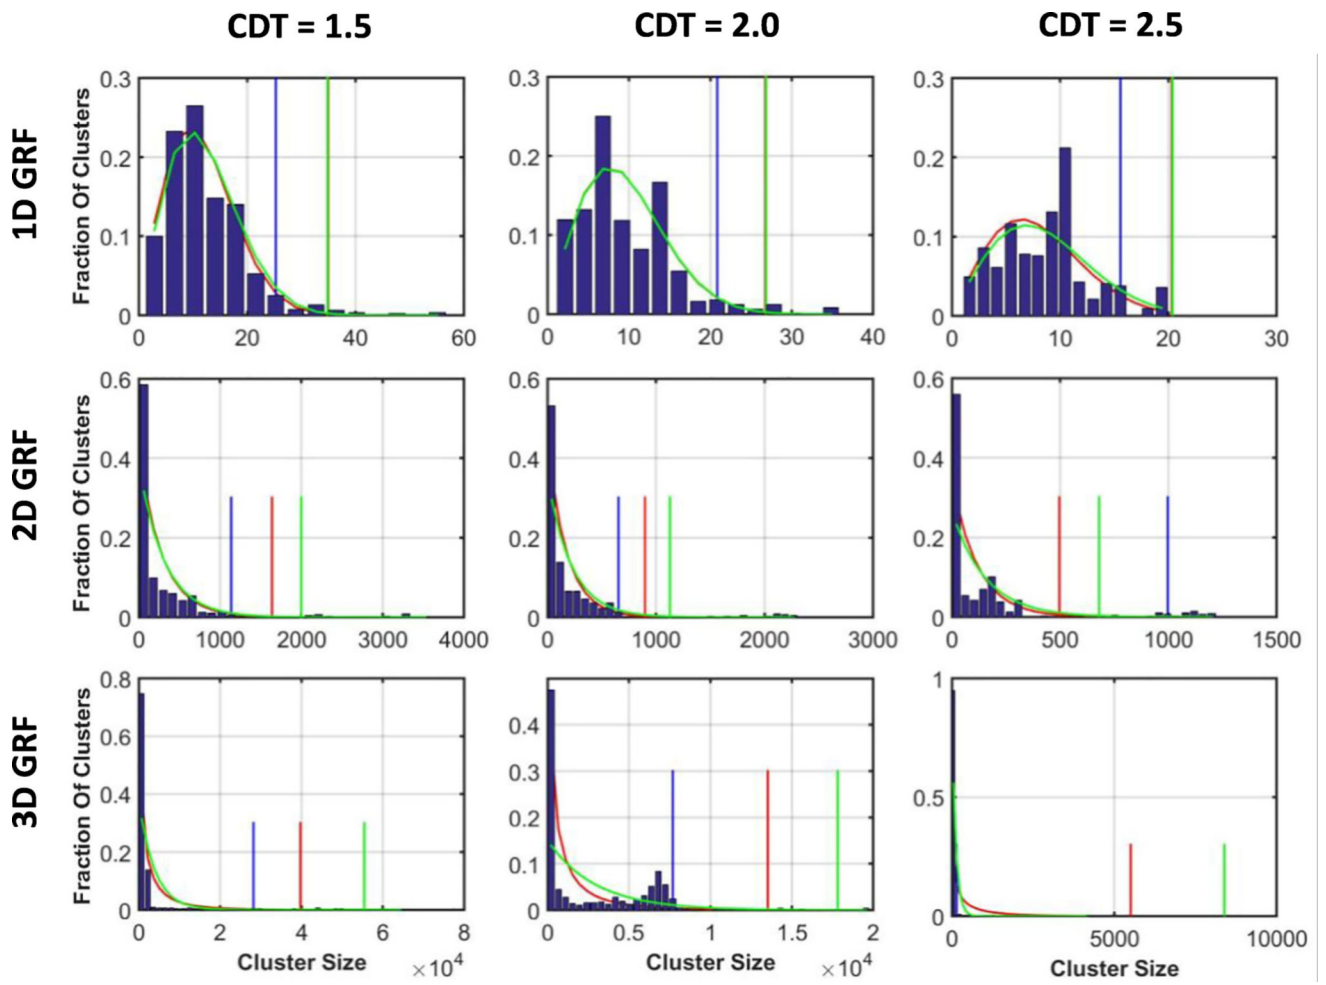 CDT = 1.5 CDT = 2.0 CDT = 2.5
1D GRF
Fraction Of Clusters
0.3
0.2
0.1
0
0 20 40 60
0.3
0.2
0.1
0
0 10 20 30 40
0.3
0.2
0.1
0
0 10 20 30
2D GRF
Fraction Of Clusters
0.6
0.4
0.2
0
0 1000 2000 3000 4000
0.6
0.4
0.2
0
0 1000 2000 3000
0.6
0.4
0.2
0
0 500 1000 1500
3D GRF
Fraction Of Clusters
0.8
0.6
0.4
0.2
0
0 2 4 6 8
Cluster Size
×10⁴
0.4
0.3
0.2
0.1
0
0 0.5 1 1.5 2
Cluster Size
×10⁴
1
0.5
0
0 5000 10000
Cluster Size